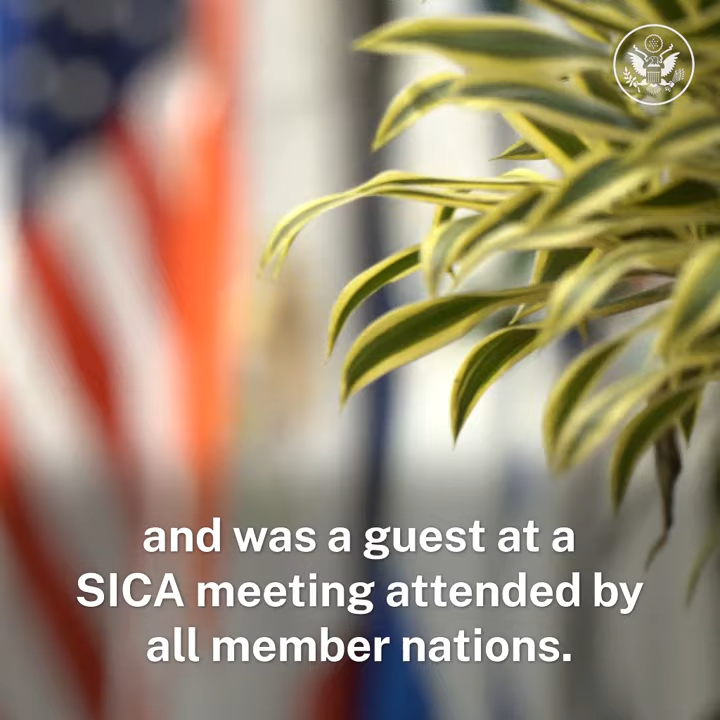 and was a guest at a
SICA meeting attended by
all member nations.